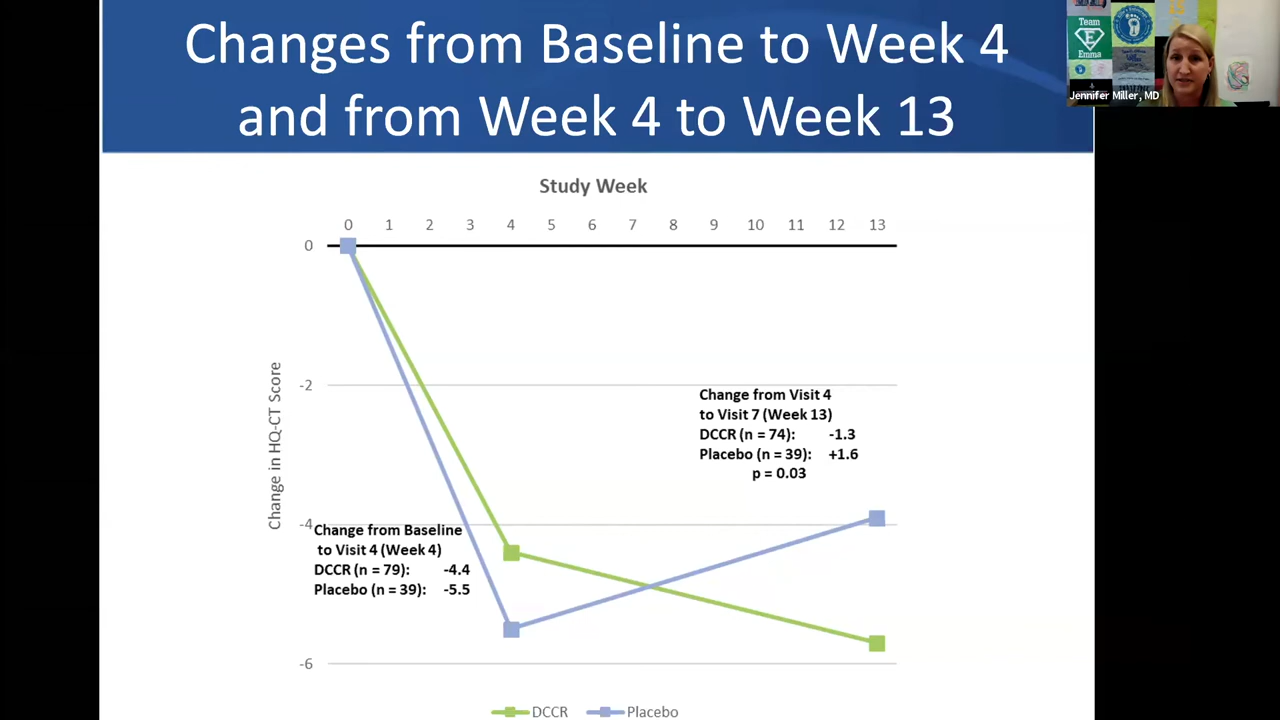 Changes from Baseline to Week 4
and from Week 4 to Week 13
Team
E
Emma
Jennifer Miller, MD
Study Week
0 1 2 3 4 5 6 7 8 9 10 11 12 13
0
-2
-4
-6
Change in HQ-CT Score
Change from Visit 4
to Visit 7 (Week 13)
DCCR (n = 74): -1.3
Placebo (n = 39): +1.6
p = 0.03
Change from Baseline
to Visit 4 (Week 4)
DCCR (n = 79): -4.4
Placebo (n = 39): -5.5
DCCR Placebo